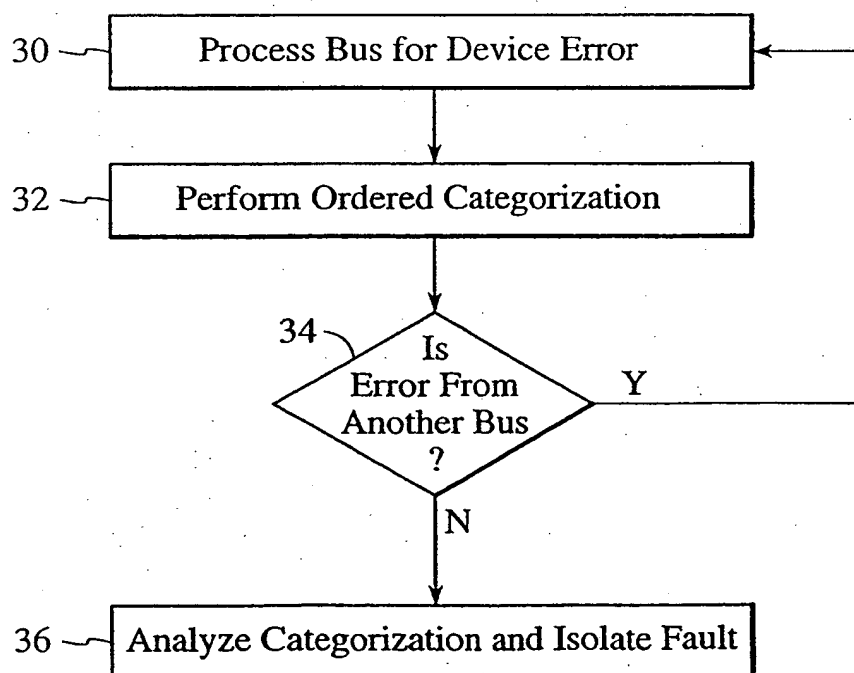 30
Process Bus for Device Error
32
Perform Ordered Categorization
34
Is
Error From
Another Bus
?
Y
N
36
Analyze Categorization and Isolate Fault